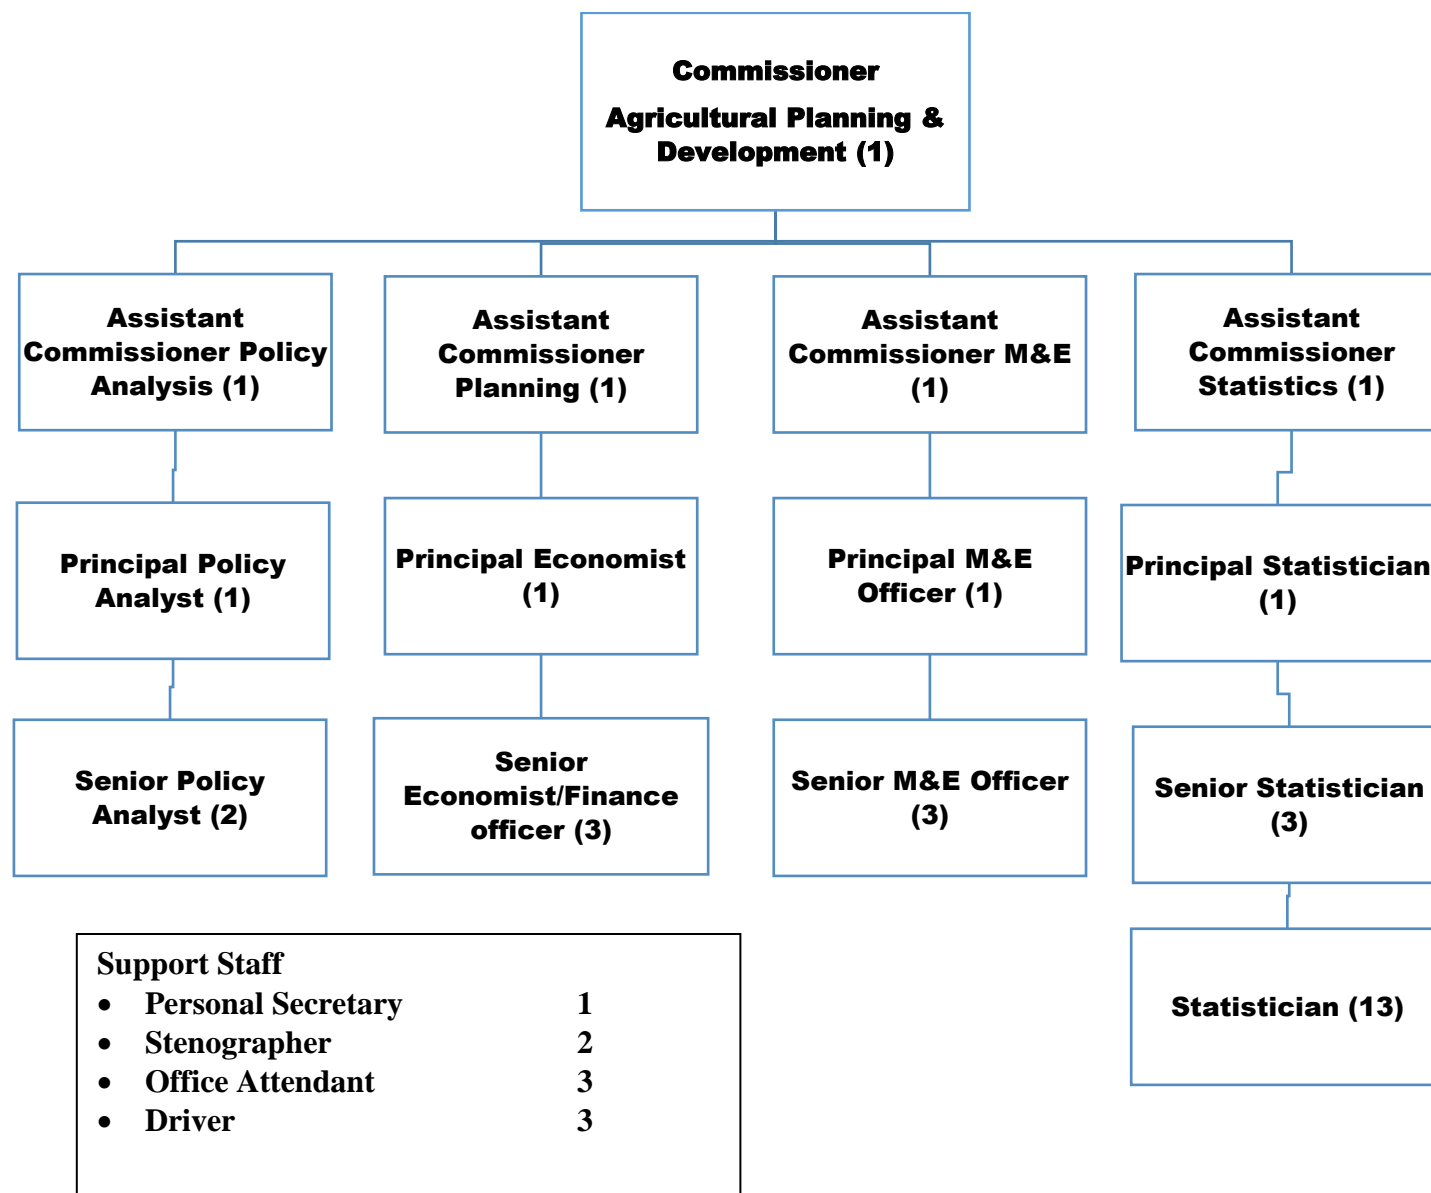 Commissioner
Agricultural Planning &
Development (1)
Assistant
Commissioner Policy
Analysis (1)
Assistant
Commissioner
Planning (1)
Assistant
Commissioner M&E
(1)
Assistant
Commissioner
Statistics (1)
Principal Policy
Analyst (1)
Principal Economist
(1)
Principal M&E
Officer (1)
Principal Statistician
(1)
Senior Policy
Analyst (2)
Senior
Economist/Finance
officer (3)
Senior M&E Officer
(3)
Senior Statistician
(3)
Statistician (13)
Support Staff
• Personal Secretary 1
• Stenographer 2
• Office Attendant 3
• Driver 3